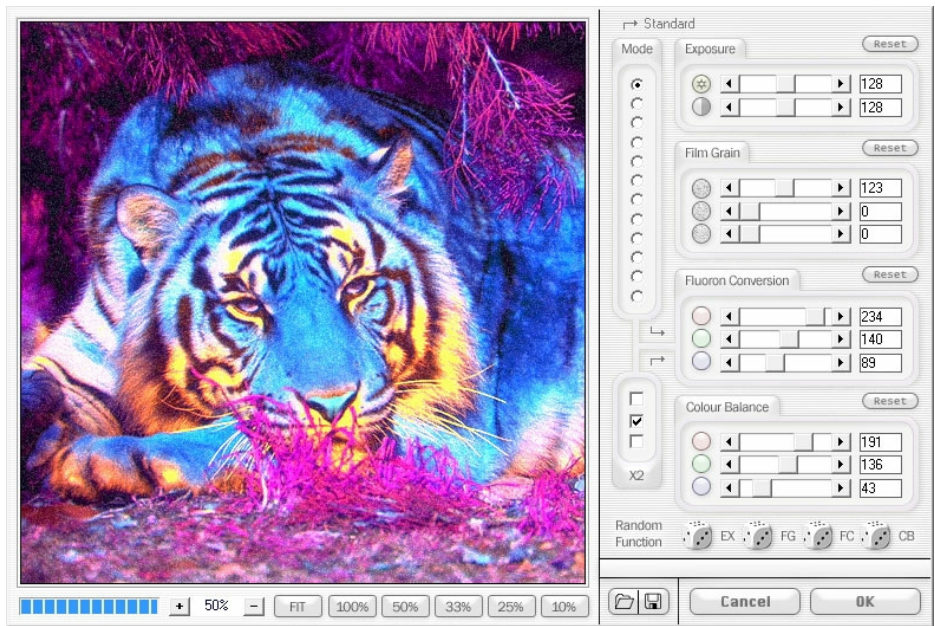 Standard
Mode
Exposure
Reset
128
128
Film Grain
Reset
123
0
0
Fluoron Conversion
Reset
234
140
89
Colour Balance
Reset
191
136
43
X2
Random
Function
EX FG FC CB
+ 50% − FIT 100% 50% 33% 25% 10%
Cancel OK